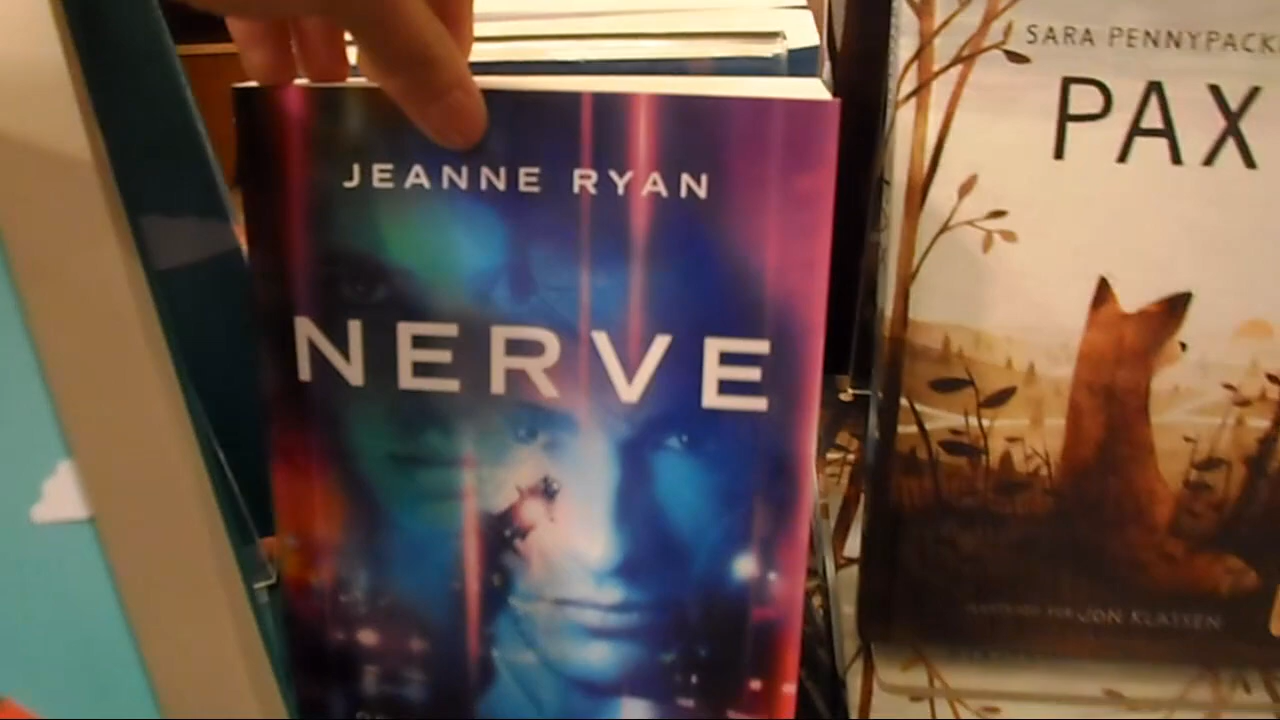 JEANNE RYAN
NERVE
SARA PENNYPACK
PAX
JON KLASSEN